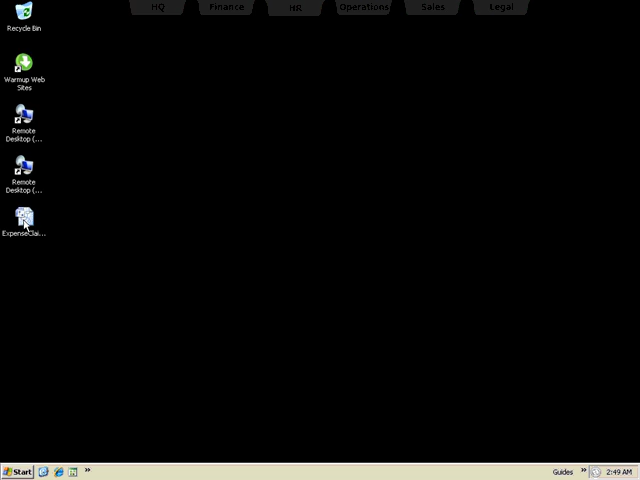 HQ Finance HR Operations Sales Legal
Recycle Bin
Warmup Web
Sites
Remote
Desktop (...
Remote
Desktop (...
ExpenseClai...
Start
Guides
2:49 AM